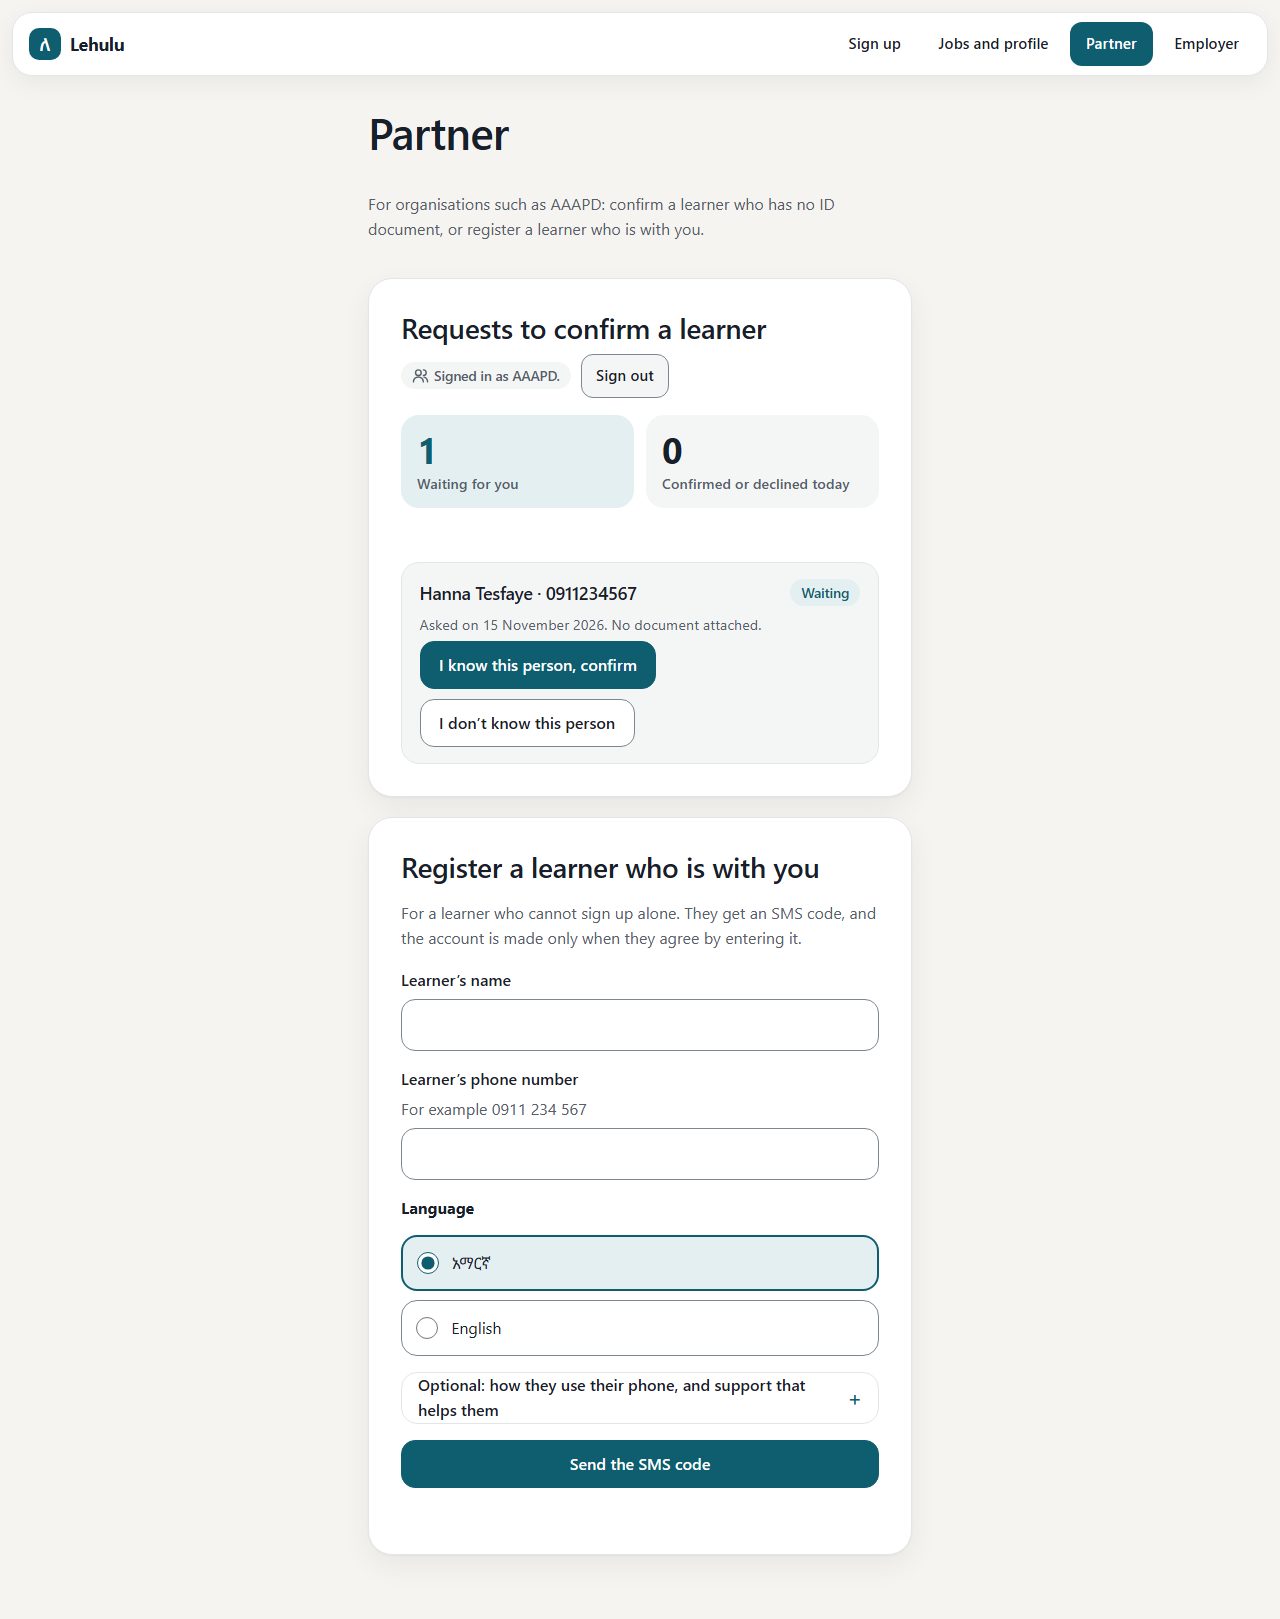 ለ Lehulu
Sign up
Jobs and profile
Partner
Employer
Partner
For organisations such as AAAPD: confirm a learner who has no ID
document, or register a learner who is with you.
Requests to confirm a learner
Signed in as AAAPD.
Sign out
1
Waiting for you
0
Confirmed or declined today
Hanna Tesfaye · 0911234567
Waiting
Asked on 15 November 2026. No document attached.
I know this person, confirm
I don’t know this person
Register a learner who is with you
For a learner who cannot sign up alone. They get an SMS code, and
the account is made only when they agree by entering it.
Learner’s name
Learner’s phone number
For example 0911 234 567
Language
አማርኛ
English
Optional: how they use their phone, and support that
helps them
+
Send the SMS code